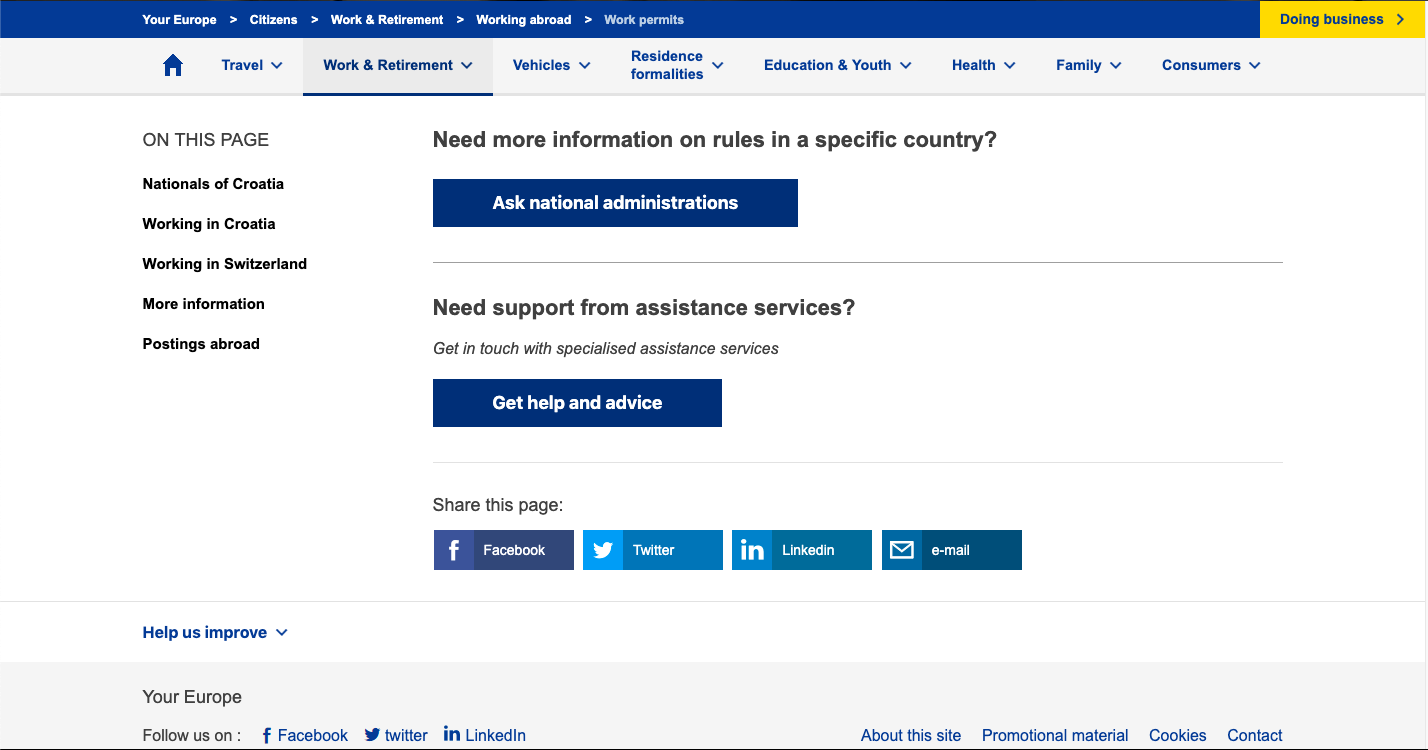 Your Europe > Citizens > Work & Retirement > Working abroad > Work permits
Doing business >
Travel
Work & Retirement
Vehicles
Residence
formalities
Education & Youth
Health
Family
Consumers
ON THIS PAGE
Nationals of Croatia
Working in Croatia
Working in Switzerland
More information
Postings abroad
Need more information on rules in a specific country?
Ask national administrations
Need support from assistance services?
Get in touch with specialised assistance services
Get help and advice
Share this page:
Facebook
Twitter
Linkedin
e-mail
Help us improve
Your Europe
Follow us on : Facebook twitter LinkedIn
About this site Promotional material Cookies Contact